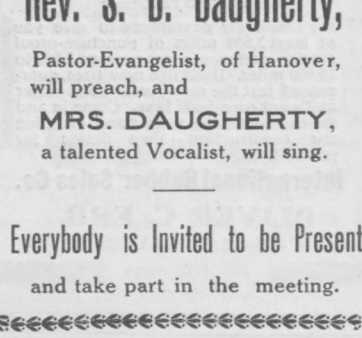 Rev. S. D. Daugherty,
Pastor-Evangelist, of Hanover,
will preach, and
MRS. DAUGHERTY,
a talented Vocalist, will sing.
Everybody is Invited to be Present
and take part in the meeting.